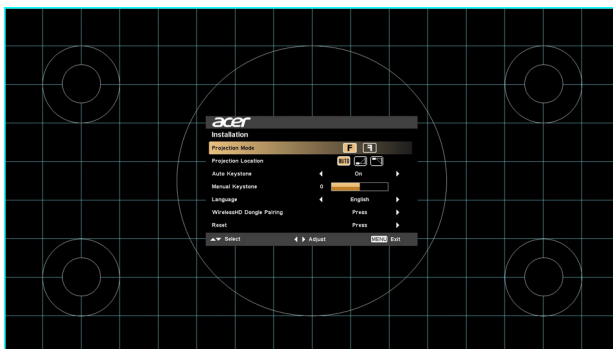 acer
Installation
Projection Mode F F
Projection Location AUTO
Auto Keystone On
Manual Keystone 0
Language English
WirelessHD Dongle Pairing Press
Reset Press
Select Adjust MENU Exit